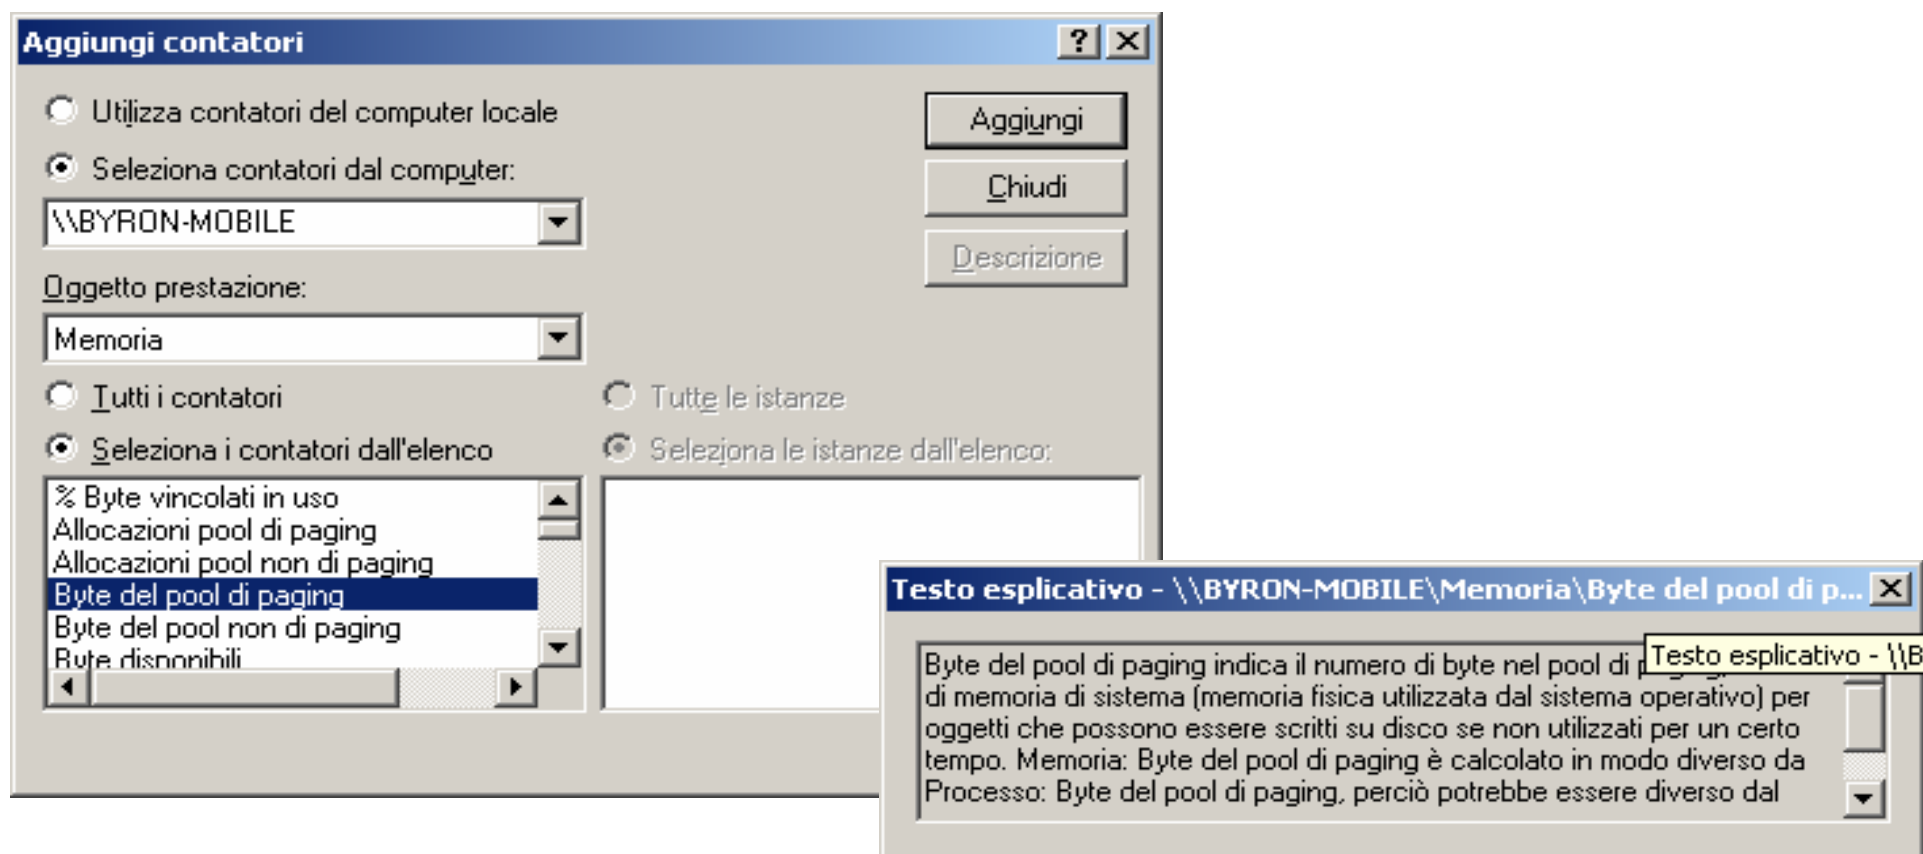 Aggiungi contatori
Utilizza contatori del computer locale
Seleziona contatori dal computer:
\\BYRON-MOBILE
Oggetto prestazione:
Memoria
Tutti i contatori
Seleziona i contatori dall'elenco
% Byte vincolati in uso
Allocazioni pool di paging
Allocazioni pool non di paging
Byte del pool di paging
Byte del pool non di paging
Byte disponibili
Tutte le istanze
Seleziona le istanze dall'elenco:
Aggiungi
Chiudi
Descrizione
Testo esplicativo - \\BYRON-MOBILE\Memoria\Byte del pool di p...
Testo esplicativo - \\B
Byte del pool di paging indica il numero di byte nel pool di
di memoria di sistema (memoria fisica utilizzata dal sistema operativo) per
oggetti che possono essere scritti su disco se non utilizzati per un certo
tempo. Memoria: Byte del pool di paging è calcolato in modo diverso da
Processo: Byte del pool di paging, perciò potrebbe essere diverso dal